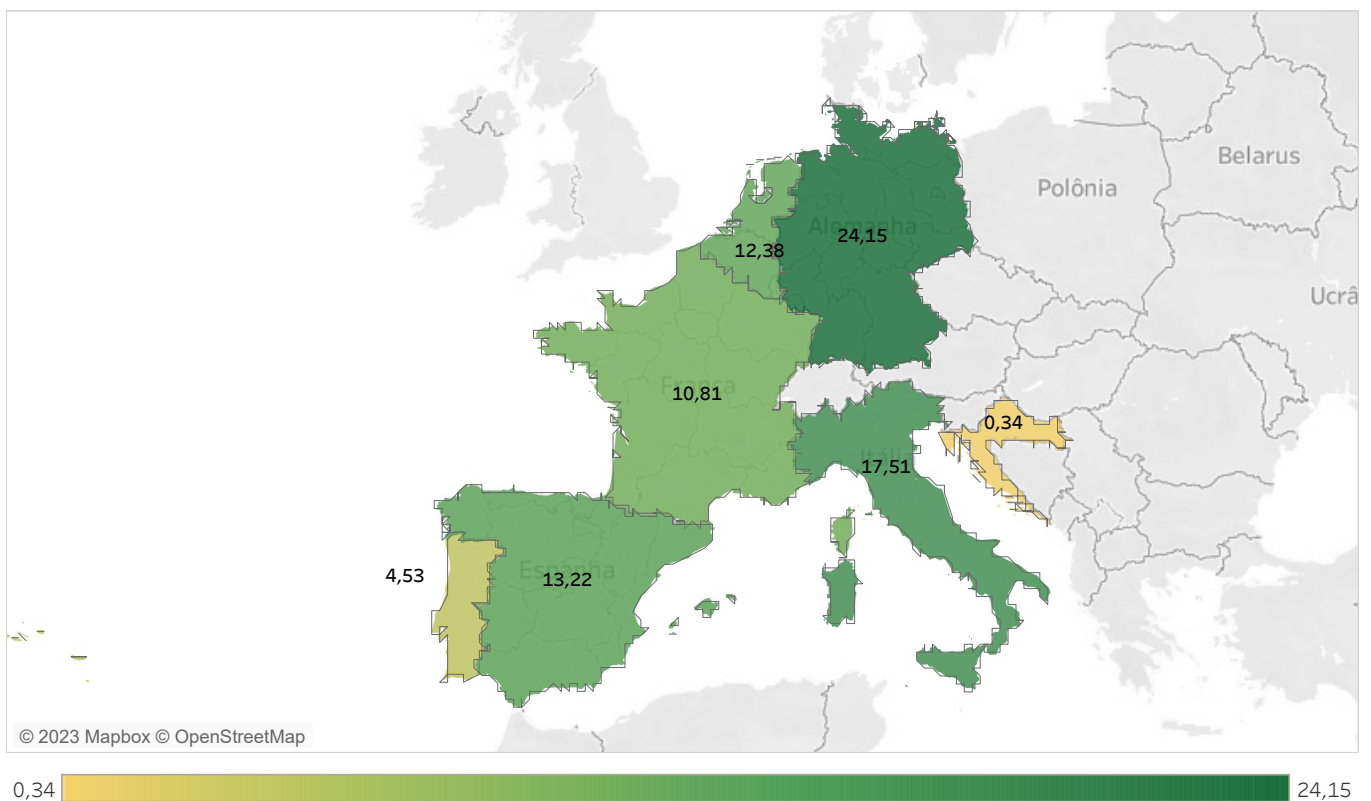 Belarus
Polônia
Alemanha
24,15
12,38
Ucrâ
França
10,81
0,34
Itália
17,51
Espanha
13,22
4,53
© 2023 Mapbox © OpenStreetMap
0,34
24,15